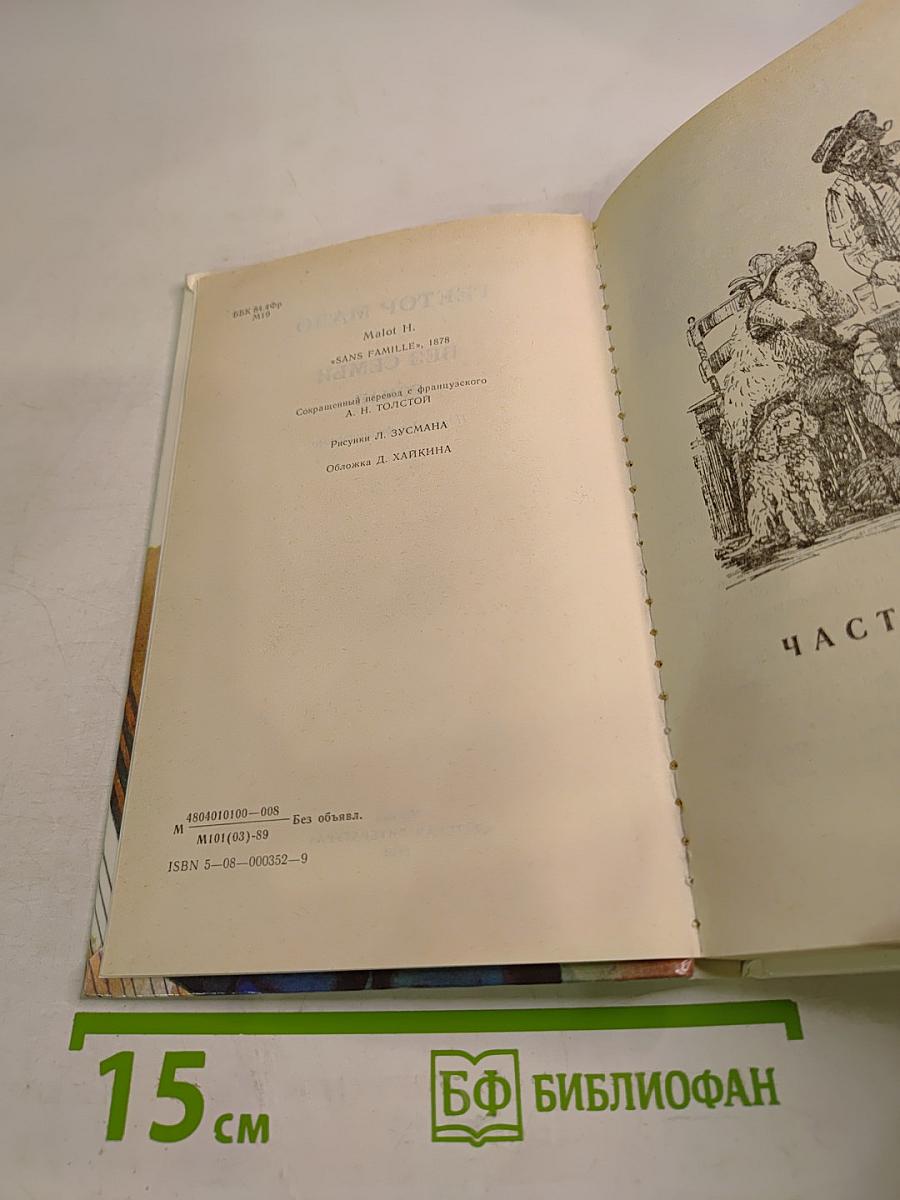 ББК 84.4Фр
М19
Malot H.
«SANS FAMILLE», 1878
Сокращенный перевод с французского
А. Н. ТОЛСТОЙ
Рисунки Л. ЗУСМАНА
Обложка Д. ХАЙКИНА
М 4804010100—008
М101(03)-89
Без объявл.
ISBN 5—08—000352—9
ЧАСТ
15 см
БФ БИБЛИОФАН